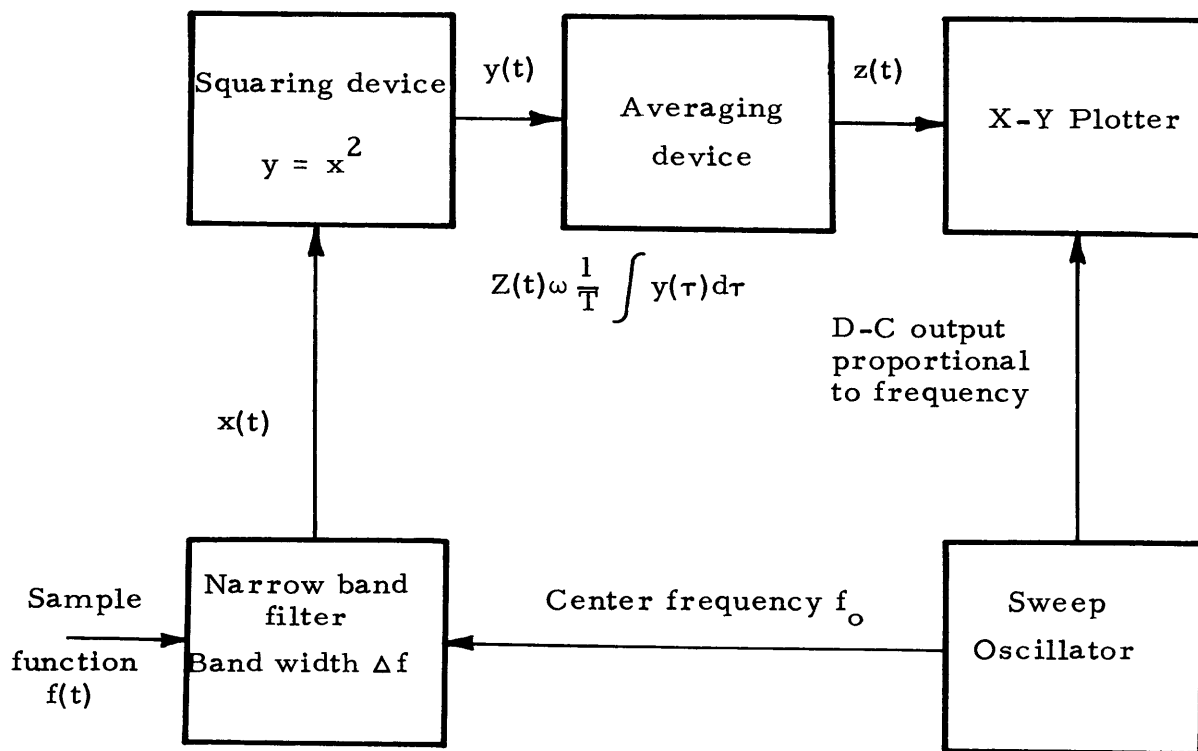 Squaring device
y = x²
y(t)
Averaging
device
z(t)
X-Y Plotter
Z(t)ω 1/T ∫ y(τ)dτ
D-C output
proportional
to frequency
x(t)
Sample
function
f(t)
Narrow band
filter
Band width Δf
Center frequency f₀
Sweep
Oscillator